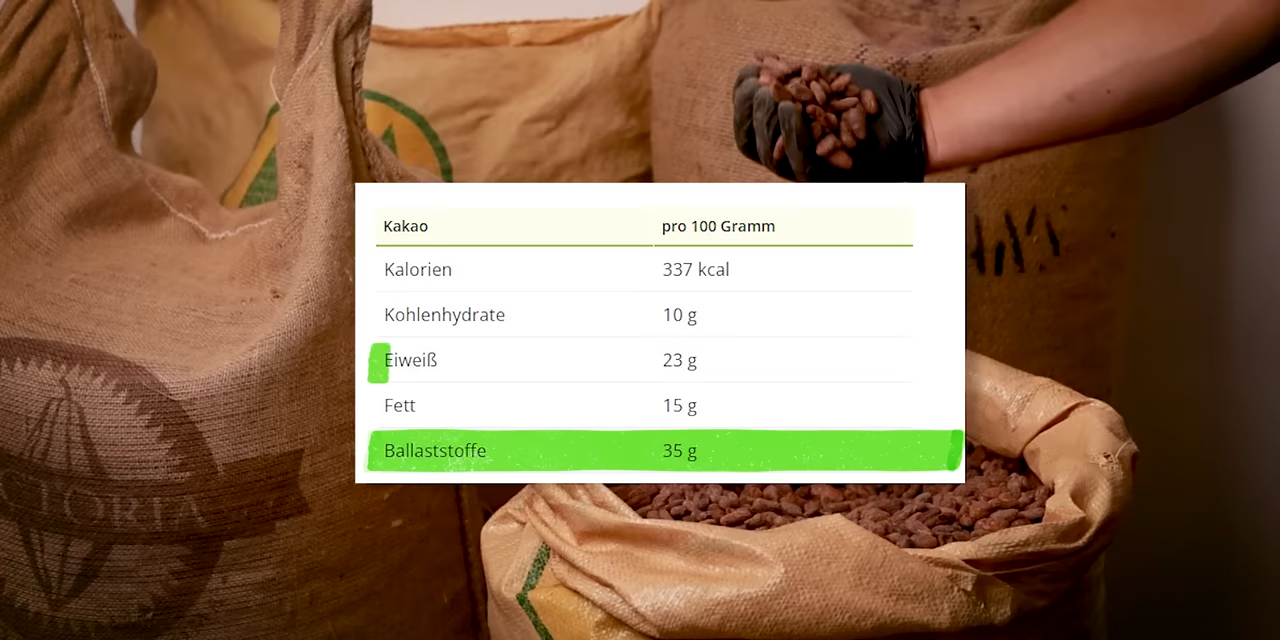 Kakao pro 100 Gramm
Kalorien 337 kcal
Kohlenhydrate 10 g
Eiweiß 23 g
Fett 15 g
Ballaststoffe 35 g